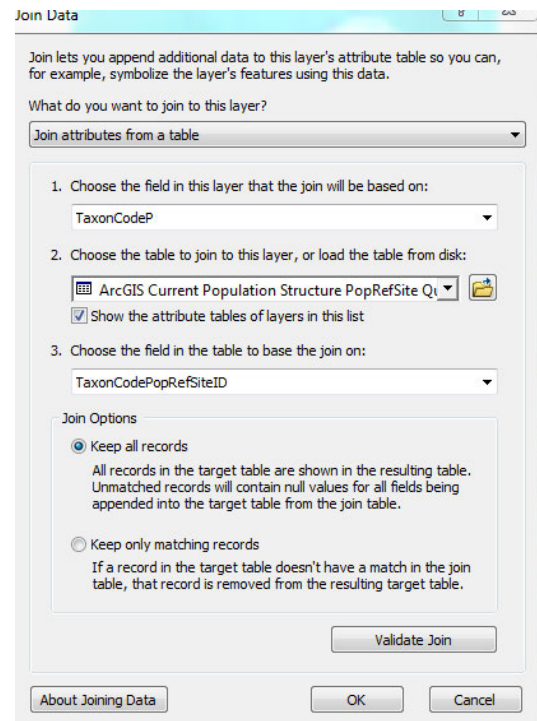 Join Data
Join lets you append additional data to this layer's attribute table so you can,
for example, symbolize the layer's features using this data.
What do you want to join to this layer?
Join attributes from a table
1. Choose the field in this layer that the join will be based on:
TaxonCodeP
2. Choose the table to join to this layer, or load the table from disk:
ArcGIS Current Population Structure PopRefSite
Show the attribute tables of layers in this list
3. Choose the field in the table to base the join on:
TaxonCodePopRefSiteID
Join Options
Keep all records
All records in the target table are shown in the resulting table.
Unmatched records will contain null values for all fields being
appended into the target table from the join table.
Keep only matching records
If a record in the target table doesn't have a match in the join
table, that record is removed from the resulting target table.
Validate Join
About Joining Data
OK
Cancel